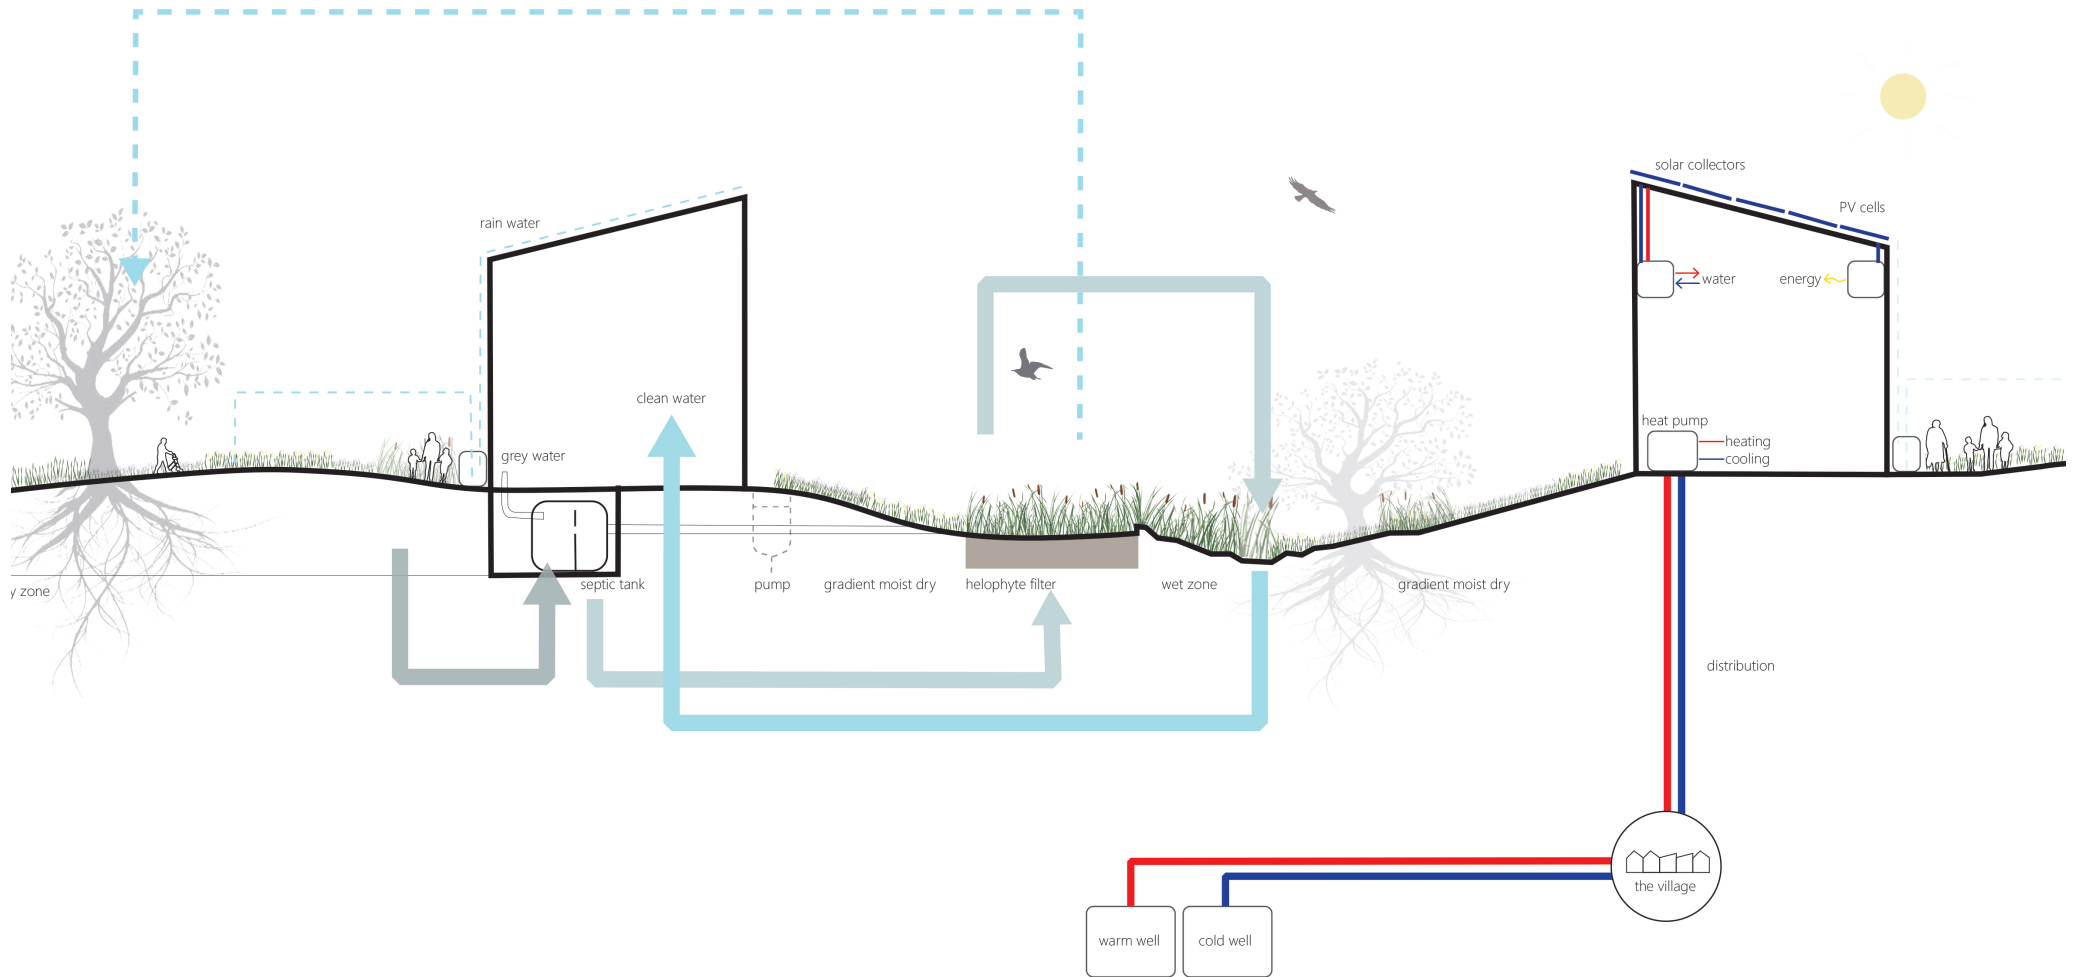 solar collectors
PV cells
rain water
water
energy
clean water
heat pump
heating
cooling
grey water
septic tank
pump
gradient moist dry
helophyte filter
wet zone
gradient moist dry
y zone
distribution
the village
warm well
cold well